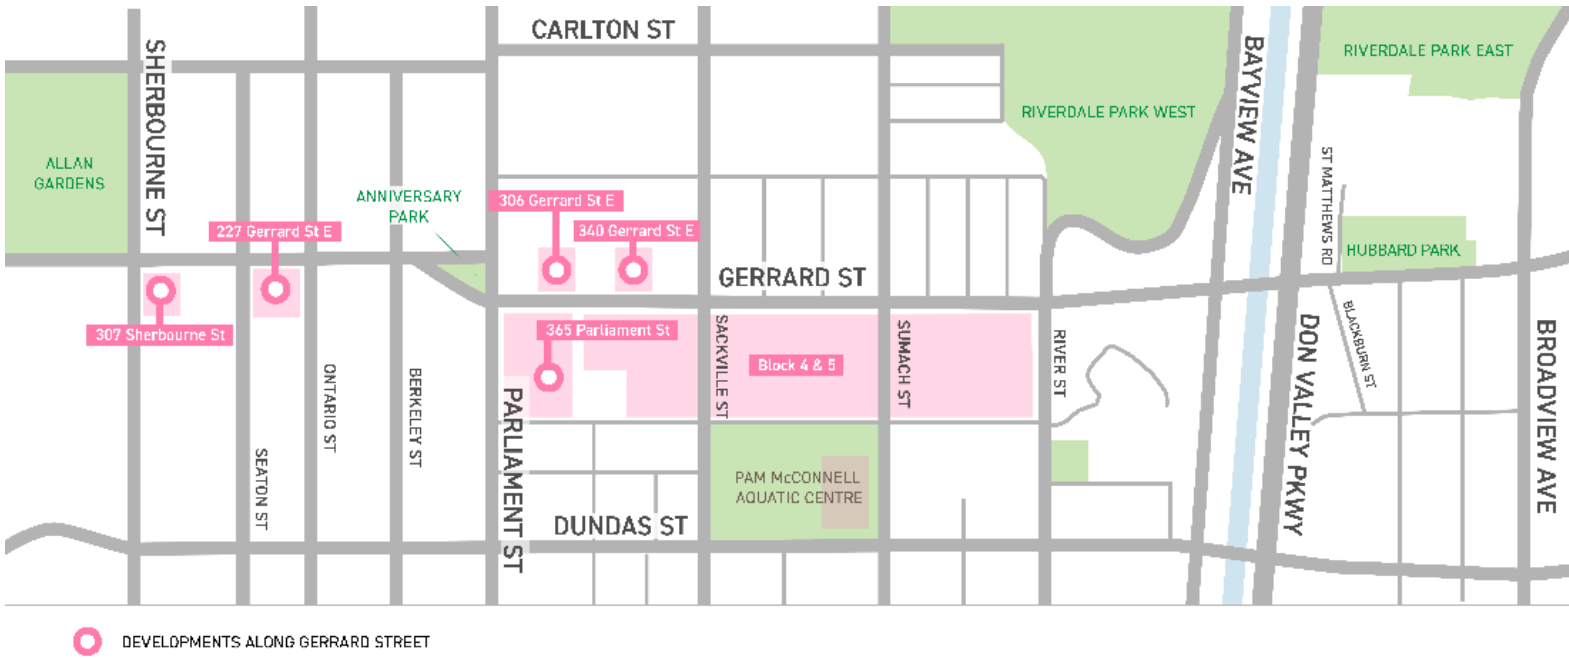 CARLTON ST
SHERBOURNE ST
BAYVIEW AVE
RIVERDALE PARK EAST
RIVERDALE PARK WEST
ALLAN
GARDENS
ST MATTHEWS RD
ANNIVERSARY
PARK
306 Gerrard St E
227 Gerrard St E
340 Gerrard St E
HUBBARD PARK
GERRARD ST
307 Sherbourne St
365 Parliament St
Block 4 & 5
SACKVILLE ST
SUMACH ST
RIVER ST
BLACKBURN ST
DON VALLEY PKWY
BROADVIEW AVE
ONTARIO ST
BERKELEY ST
PARLIAMENT ST
SEATON ST
PAM McCONNELL
AQUATIC CENTRE
DUNDAS ST
DEVELOPMENTS ALONG GERRARD STREET